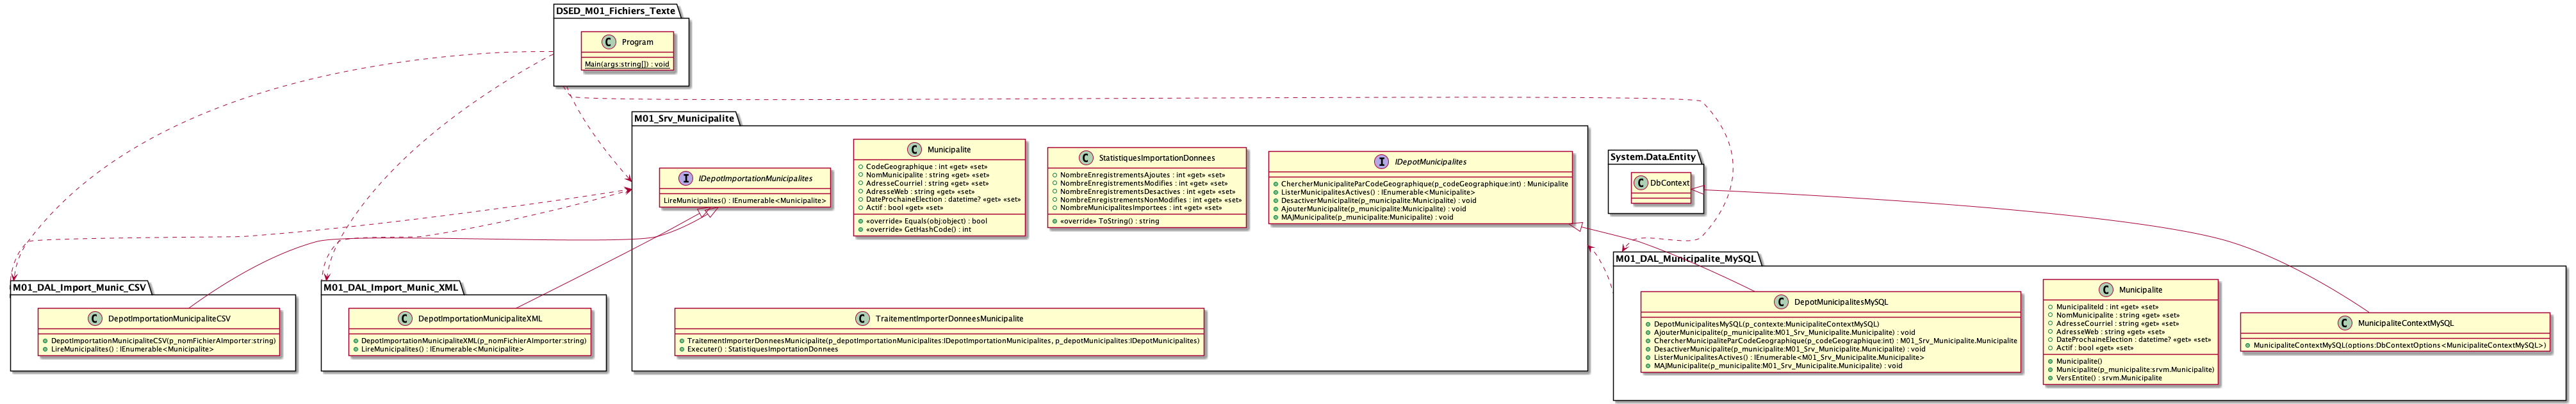 DSED_M01_Fichiers_Texte
C Program
Main(args:string[]) : void
M01_Srv_Municipalite
I IDepotImportationMunicipalites
LireMunicipalites() : IEnumerable<Municipalite>
C Municipalite
CodeGeographique : int «get» «set»
NomMunicipalite : string «get» «set»
AdresseCourriel : string «get» «set»
AdresseWeb : string «get» «set»
DateProchaineElection : datetime? «get» «set»
Actif : bool «get» «set»
«override» Equals(obj:object) : bool
«override» GetHashCode() : int
C StatistiquesImportationDonnees
NombreEnregistrementsAjoutes : int «get» «set»
NombreEnregistrementsModifies : int «get» «set»
NombreEnregistrementsDesactives : int «get» «set»
NombreEnregistrementsNonModifies : int «get» «set»
NombreMunicipalitesImportees : int «get» «set»
«override» ToString() : string
I IDepotMunicipalites
ChercherMunicipaliteParCodeGeographique(p_codeGeographique:int) : Municipalite
ListerMunicipalitesActives() : IEnumerable<Municipalite>
DesactiverMunicipalite(p_municipalite:Municipalite) : void
AjouterMunicipalite(p_municipalite:Municipalite) : void
MAJMunicipalite(p_municipalite:Municipalite) : void
C TraitementImporterDonneesMunicipalite
TraitementImporterDonneesMunicipalite(p_depotImportationMunicipalites:IDepotImportationMunicipalites, p_depotMunicipalites:IDepotMunicipalites)
Executer() : StatistiquesImportationDonnees
System.Data.Entity
C DbContext
M01_DAL_Import_Munic_CSV
C DepotImportationMunicipaliteCSV
DepotImportationMunicipaliteCSV(p_nomFichierAImporter:string)
LireMunicipalites() : IEnumerable<Municipalite>
M01_DAL_Import_Munic_XML
C DepotImportationMunicipaliteXML
DepotImportationMunicipaliteXML(p_nomFichierAImporter:string)
LireMunicipalites() : IEnumerable<Municipalite>
M01_DAL_Municipalite_MySQL
C DepotMunicipalitesMySQL
DepotMunicipalitesMySQL(p_contexte:MunicipaliteContextMySQL)
AjouterMunicipalite(p_municipalite:M01_Srv_Municipalite.Municipalite) : void
ChercherMunicipaliteParCodeGeographique(p_codeGeographique:int) : M01_Srv_Municipalite.Municipalite
DesactiverMunicipalite(p_municipalite:M01_Srv_Municipalite.Municipalite) : void
ListerMunicipalitesActives() : IEnumerable<M01_Srv_Municipalite.Municipalite>
MAJMunicipalite(p_municipalite:M01_Srv_Municipalite.Municipalite) : void
C Municipalite
MunicipaliteId : int «get» «set»
NomMunicipalite : string «get» «set»
AdresseCourriel : string «get» «set»
AdresseWeb : string «get» «set»
DateProchaineElection : datetime? «get» «set»
Actif : bool «get» «set»
Municipalite()
Municipalite(p_municipalite:srvm.Municipalite)
VersEntite() : srvm.Municipalite
C MunicipaliteContextMySQL
MunicipaliteContextMySQL(options:DbContextOptions<MunicipaliteContextMySQL>)